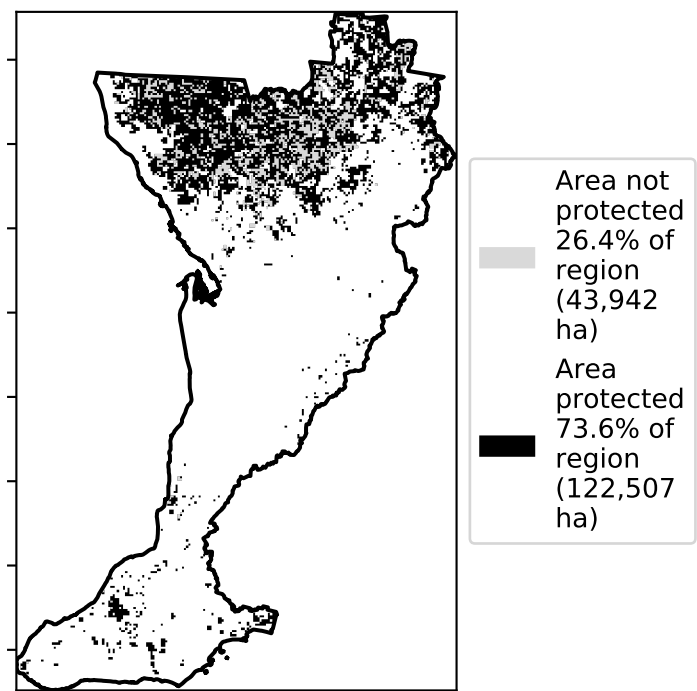 Area not
protected
26.4% of
region
(43,942
ha)
Area
protected
73.6% of
region
(122,507
ha)